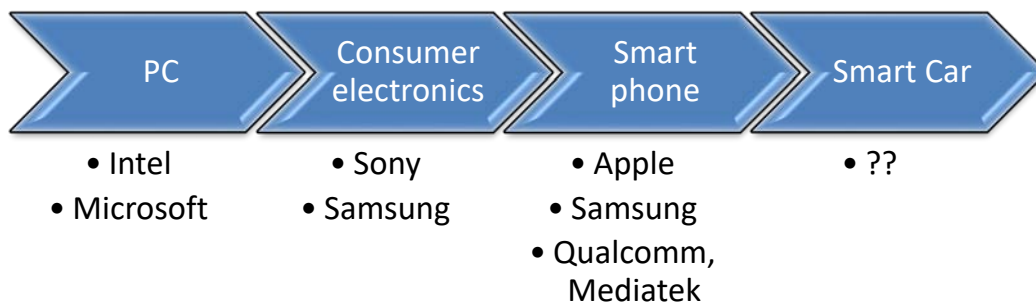 PC
Consumer
electronics
Smart
phone
Smart Car
• Intel
• Microsoft
• Sony
• Samsung
• Apple
• Samsung
• Qualcomm,
Mediatek
• ??